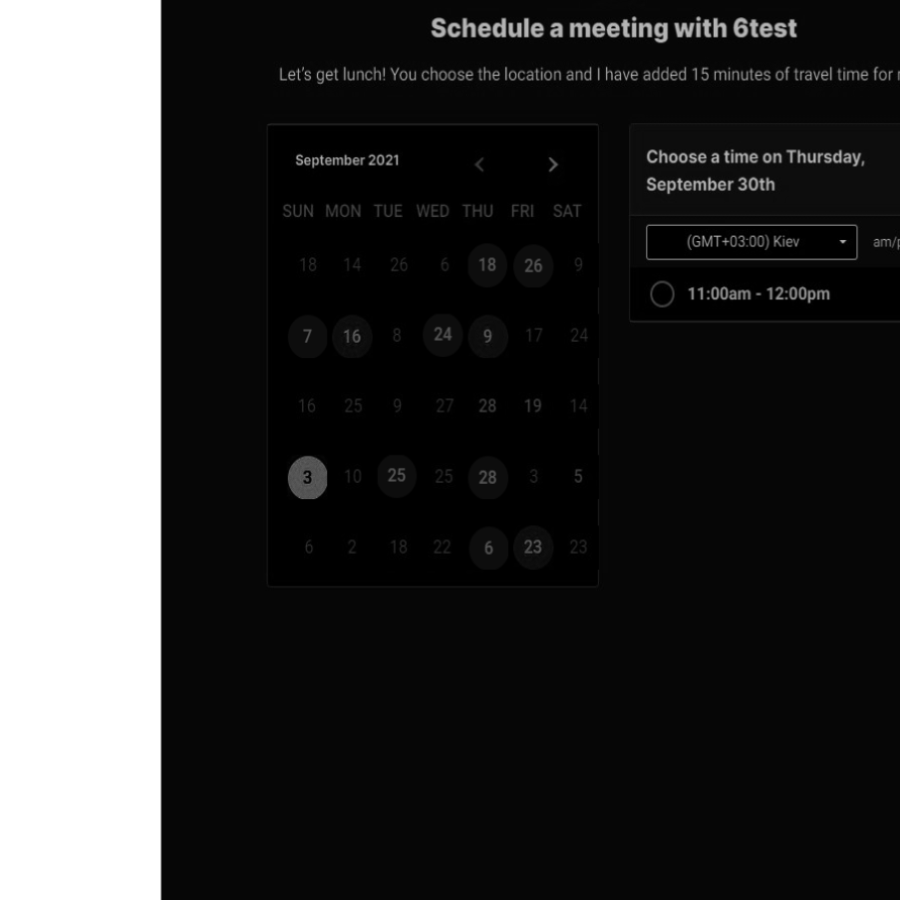 Schedule a meeting with 6test
Let's get lunch! You choose the location and I have added 15 minutes of travel time for
September 2021
SUN MON TUE WED THU FRI SAT
18 14 26 6 18 26 9
7 16 8 24 9 17 24
16 25 9 27 28 19 14
3 10 25 25 28 3 5
6 2 18 22 6 23 23
Choose a time on Thursday,
September 30th
(GMT+03:00) Kiev am/
11:00am - 12:00pm